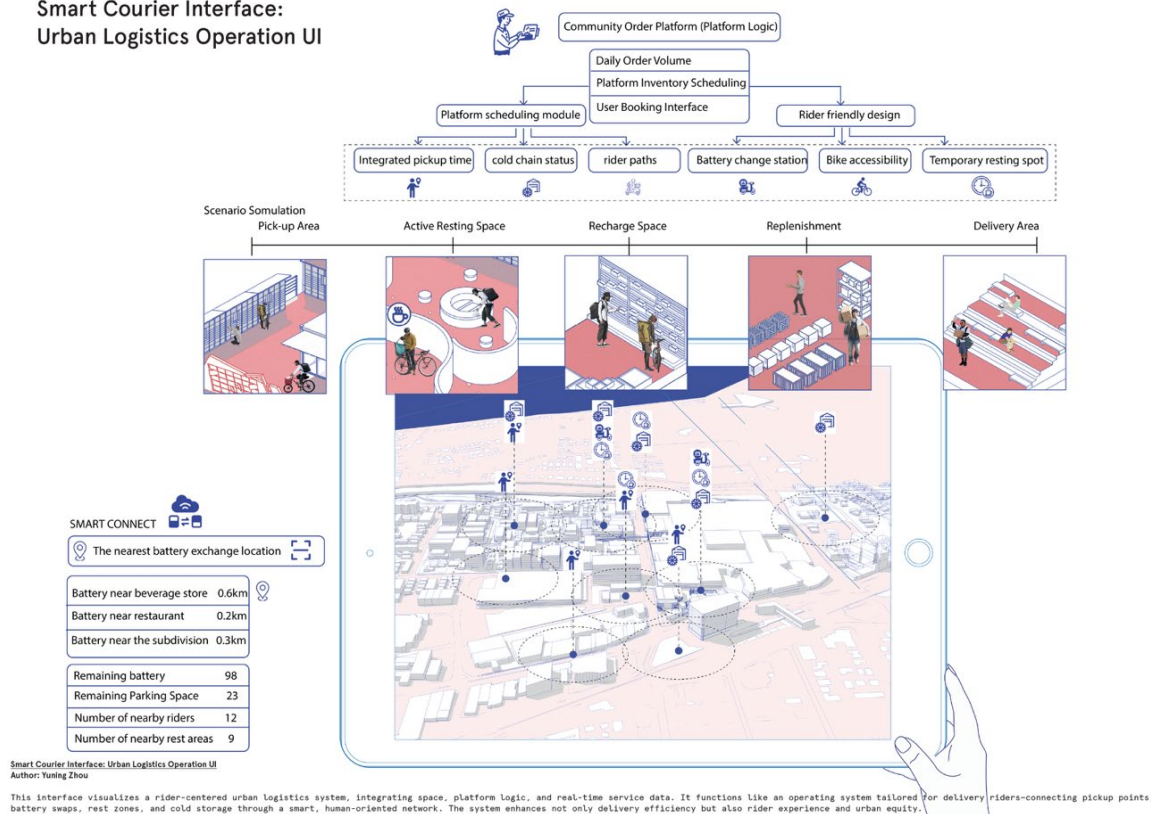 Smart Courier Interface:
Urban Logistics Operation UI
Community Order Platform (Platform Logic)
Daily Order Volume
Platform Inventory Scheduling
User Booking Interface
Platform scheduling module
Rider friendly design
Integrated pickup time
cold chain status
rider paths
Battery change station
Bike accessibility
Temporary resting spot
Scenario Somulation
Pick-up Area
Active Resting Space
Recharge Space
Replenishment
Delivery Area
SMART CONNECT
The nearest battery exchange location
Battery near beverage store 0.6km
Battery near restaurant 0.2km
Battery near the subdivision 0.3km
Remaining battery 98
Remaining Parking Space 23
Number of nearby riders 12
Number of nearby rest areas 9
Smart Courier Interface: Urban Logistics Operation UI
Author: Yuning Zhou
This interface visualizes a rider-centered urban logistics system, integrating space, platform logic, and real-time service data. It functions like an operating system tailored for delivery riders—connecting pickup points
battery swaps, rest zones, and cold storage through a smart, human-oriented network. The system enhances not only delivery efficiency but also rider experience and urban equity.